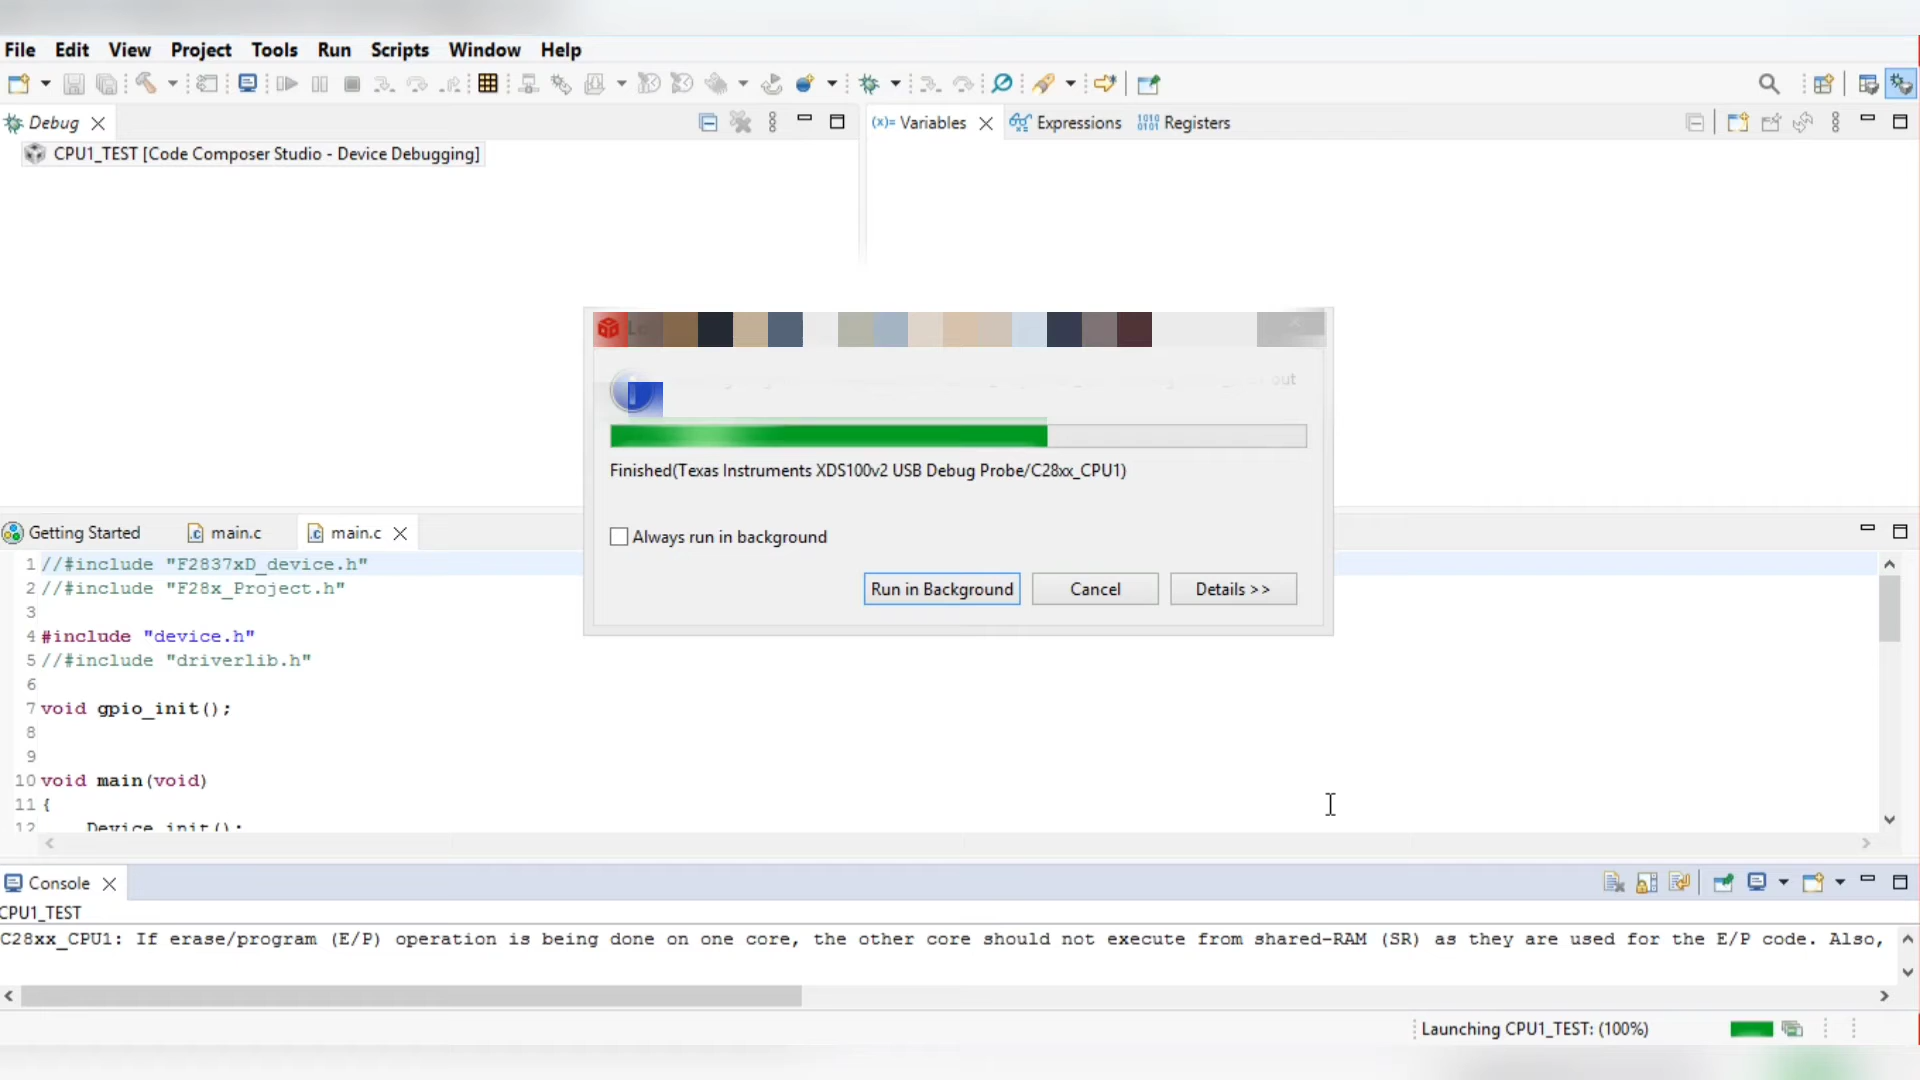 File Edit View Project Tools Run Scripts Window Help
Debug
(x)= Variables
Expressions
1010 0101 Registers
CPU1_TEST [Code Composer Studio - Device Debugging]
out
Finished(Texas Instruments XDS100v2 USB Debug Probe/C28xx_CPU1)
Always run in background
Run in Background
Cancel
Details >>
Getting Started
main.c
main.c
1 //#include "F2837xD_device.h"
2 //#include "F28x_Project.h"
3
4 #include "device.h"
5 //#include "driverlib.h"
6
7 void gpio_init();
8
9
10 void main(void)
11 {
12 Device_init();
Console
CPU1_TEST
C28xx_CPU1: If erase/program (E/P) operation is being done on one core, the other core should not execute from shared-RAM (SR) as they are used for the E/P code. Also,
Launching CPU1_TEST: (100%)